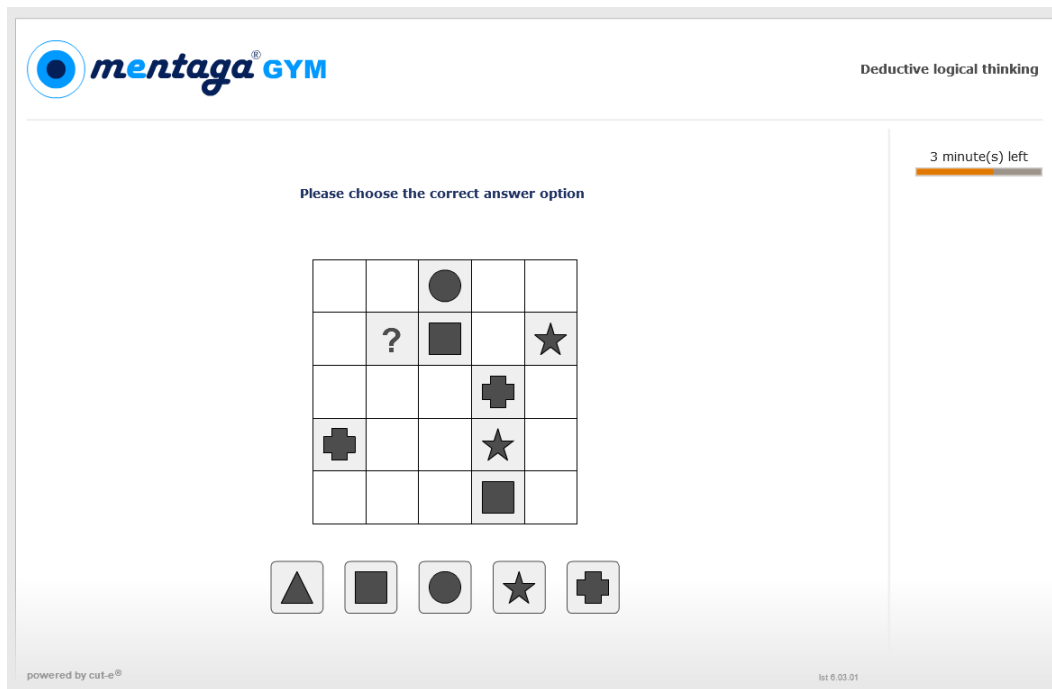 mentaga® GYM
Deductive logical thinking
3 minute(s) left
Please choose the correct answer option
?
powered by cut-e®
lst 6.03.01